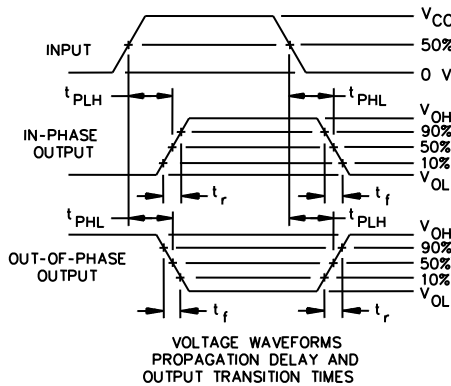 V CC
INPUT
50%
0 V
t PLH
t PHL
V OH
90%
IN-PHASE
OUTPUT
50%
10%
V OL
t r
t f
t PHL
t PLH
V OH
90%
OUT-OF-PHASE
OUTPUT
50%
10%
V OL
t f
t r
VOLTAGE WAVEFORMS
PROPAGATION DELAY AND
OUTPUT TRANSITION TIMES